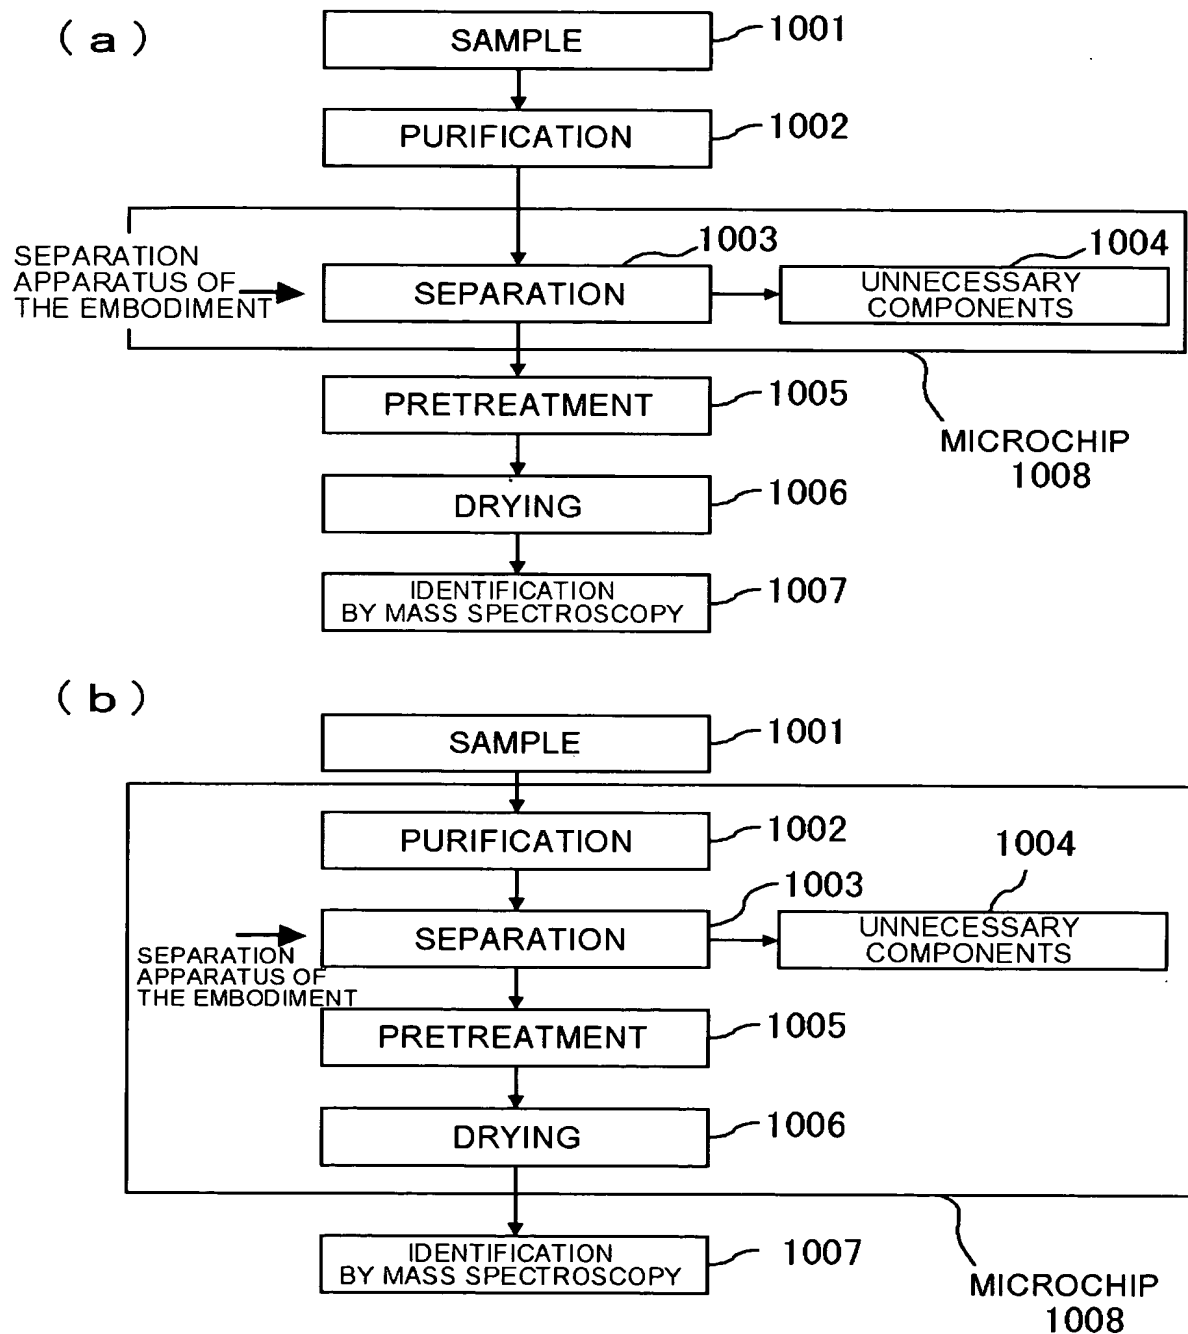 (a)
SAMPLE
1001
PURIFICATION
1002
SEPARATION
APPARATUS OF
THE EMBODIMENT
SEPARATION
1003
UNNECESSARY
COMPONENTS
1004
PRETREATMENT
1005
MICROCHIP
1008
DRYING
1006
IDENTIFICATION
BY MASS SPECTROSCOPY
1007
(b)
SAMPLE
1001
PURIFICATION
1002
SEPARATION
1003
UNNECESSARY
COMPONENTS
1004
SEPARATION
APPARATUS OF
THE EMBODIMENT
PRETREATMENT
1005
DRYING
1006
IDENTIFICATION
BY MASS SPECTROSCOPY
1007
MICROCHIP
1008